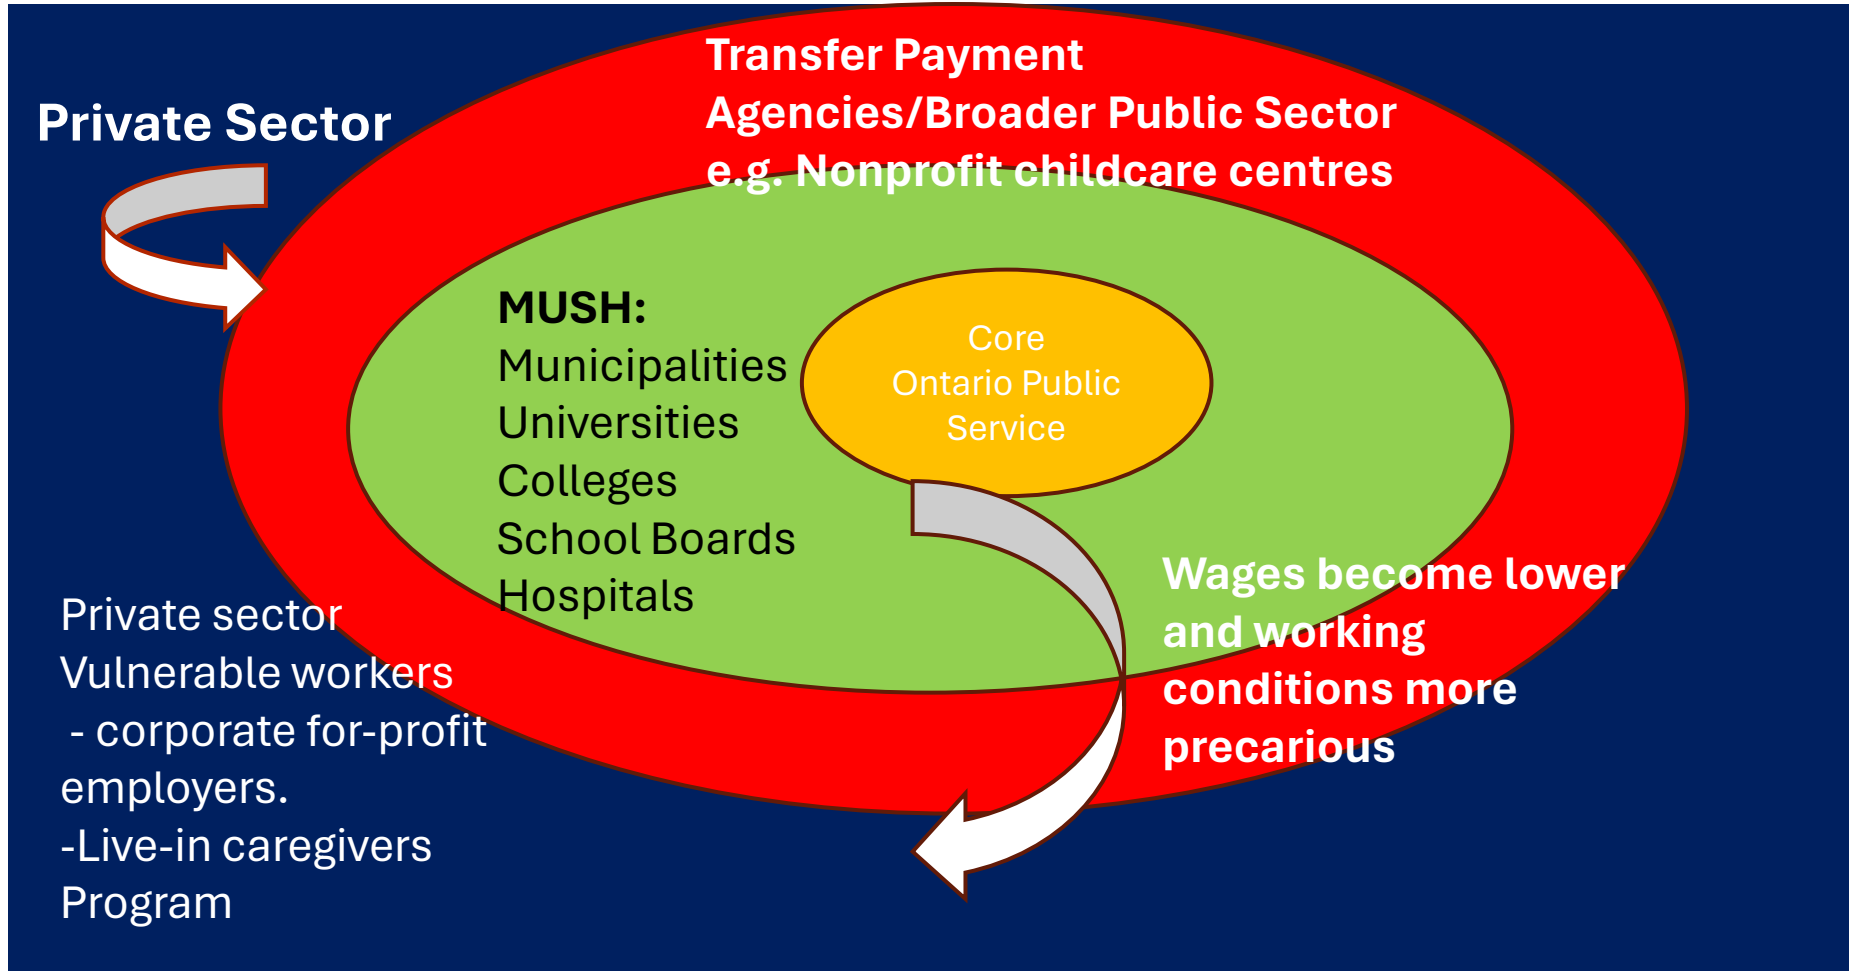 Transfer Payment
Agencies/Broader Public Sector
e.g. Nonprofit childcare centres
Private Sector
MUSH:
Municipalities
Universities
Colleges
School Boards
Hospitals
Core
Ontario Public
Service
Wages become lower
and working
conditions more
precarious
Private sector
Vulnerable workers
- corporate for-profit
employers.
-Live-in caregivers
Program